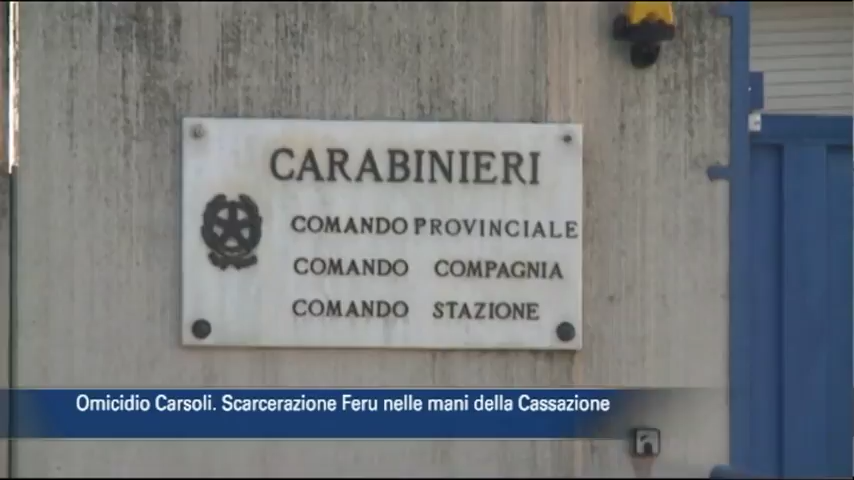 CARABINIERI
COMANDO PROVINCIALE
COMANDO COMPAGNIA
COMANDO STAZIONE
Omicidio Carsoli. Scarcerazione Feru nelle mani della Cassazione